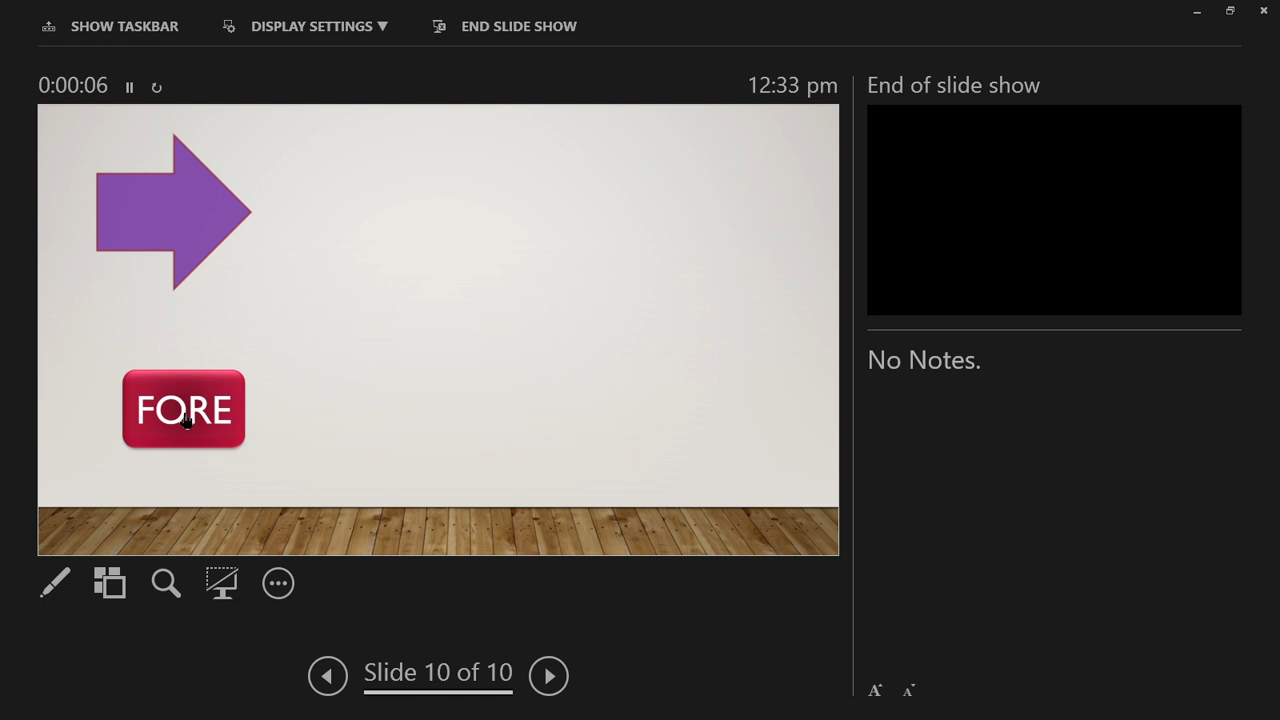 SHOW TASKBAR
DISPLAY SETTINGS ▼
END SLIDE SHOW
0:00:06
12:33 pm
End of slide show
FORE
No Notes.
Slide 10 of 10
A A